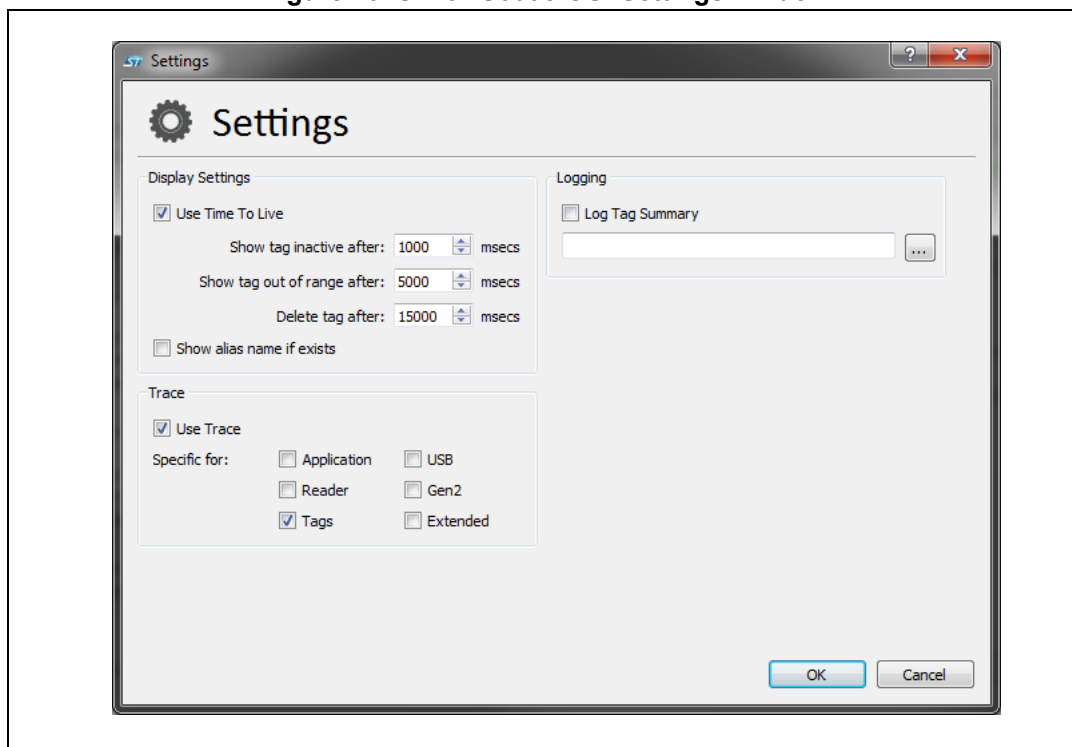 Settings
?
X
Settings
Display Settings
Use Time To Live
Show tag inactive after: 1000 msecs
Show tag out of range after: 5000 msecs
Delete tag after: 15000 msecs
Show alias name if exists
Trace
Use Trace
Specific for:
Application
USB
Reader
Gen2
Tags
Extended
Logging
Log Tag Summary
...
OK
Cancel